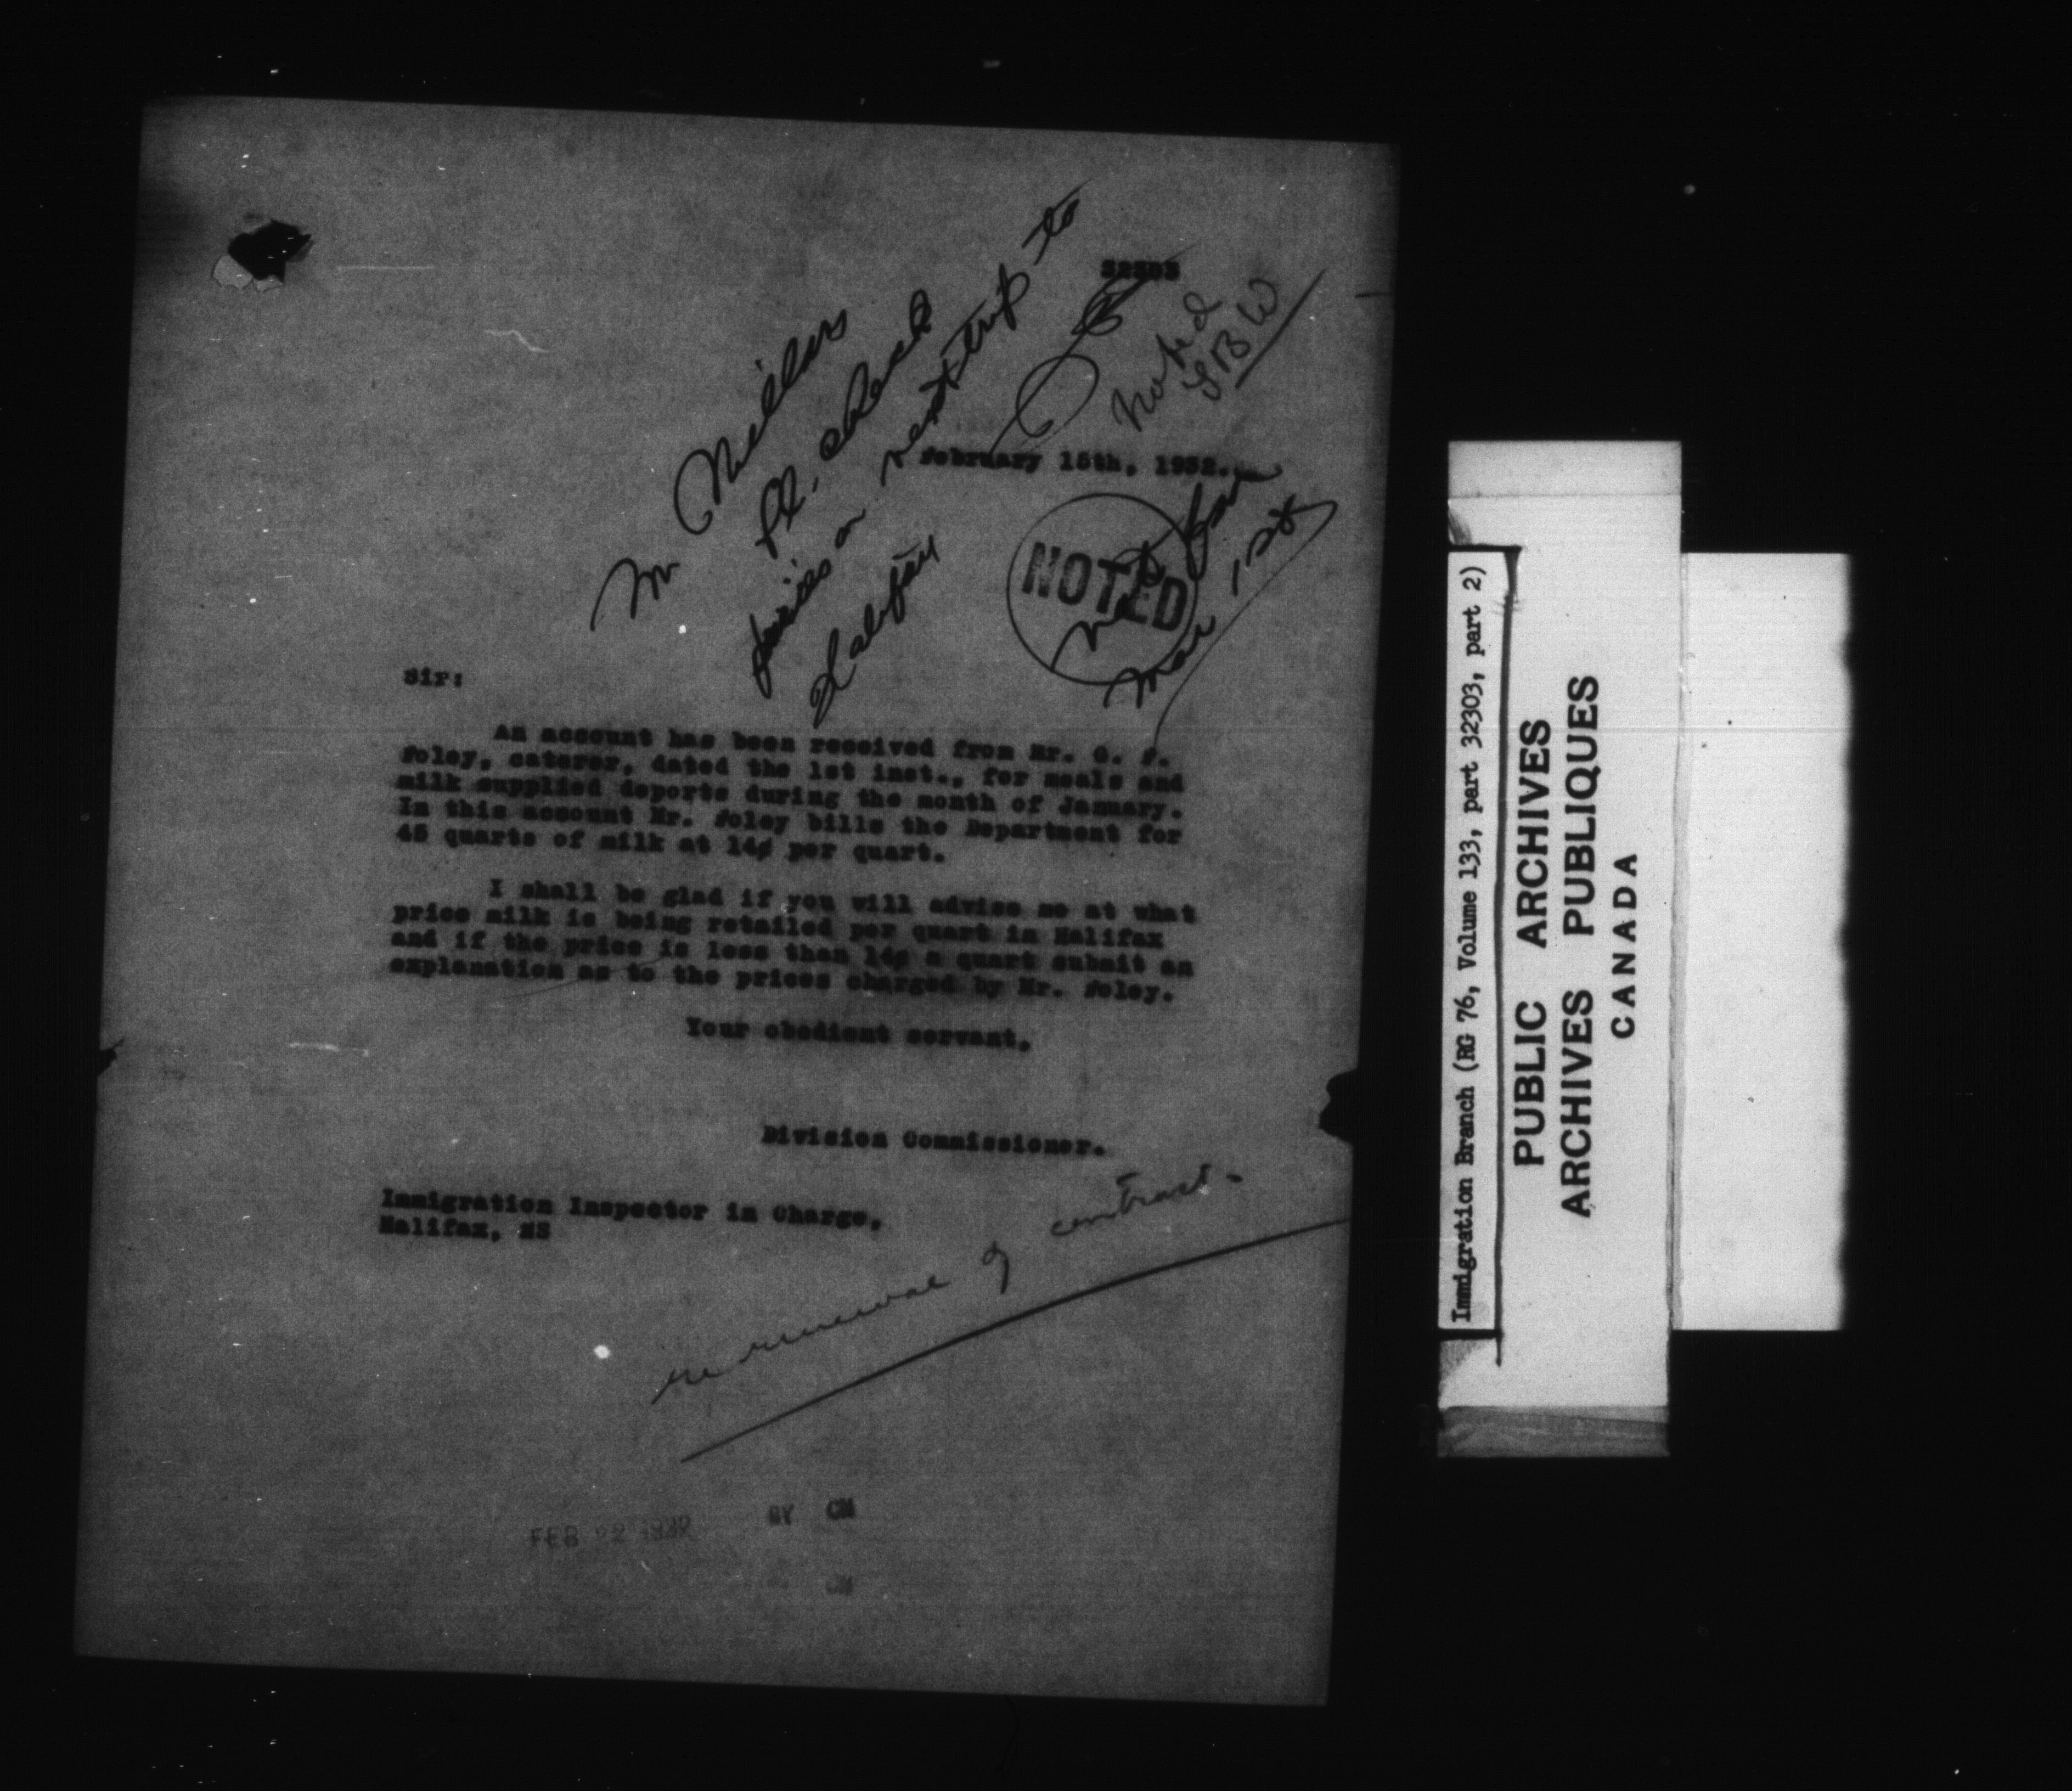 32303
Noted
SBW
Mr Millar
Pl. check
prices on next trip to
Halifax
February 15th, 1932.
NOTED
Mar 1
Sir:
An account has been received from Mr. G. F.
Foley, caterer, dated the 1st inst., for meals and
milk supplied deports during the month of January.
In this account Mr. Foley bills the Department for
45 quarts of milk at 14¢ per quart.
I shall be glad if you will advise me at what
price milk is being retailed per quart in Halifax
and if the price is less than 14¢ a quart submit an
explanation as to the prices charged by Mr. Foley.
Your obedient servant,
Division Commissioner.
Immigration Inspector in Charge,
Halifax, NS
re renewal of contract.
FEB 22 1932
BY CM
CM
Immigration Branch (RG 76, Volume 133, part 32303, part 2)
PUBLIC ARCHIVES
ARCHIVES PUBLIQUES
CANADA